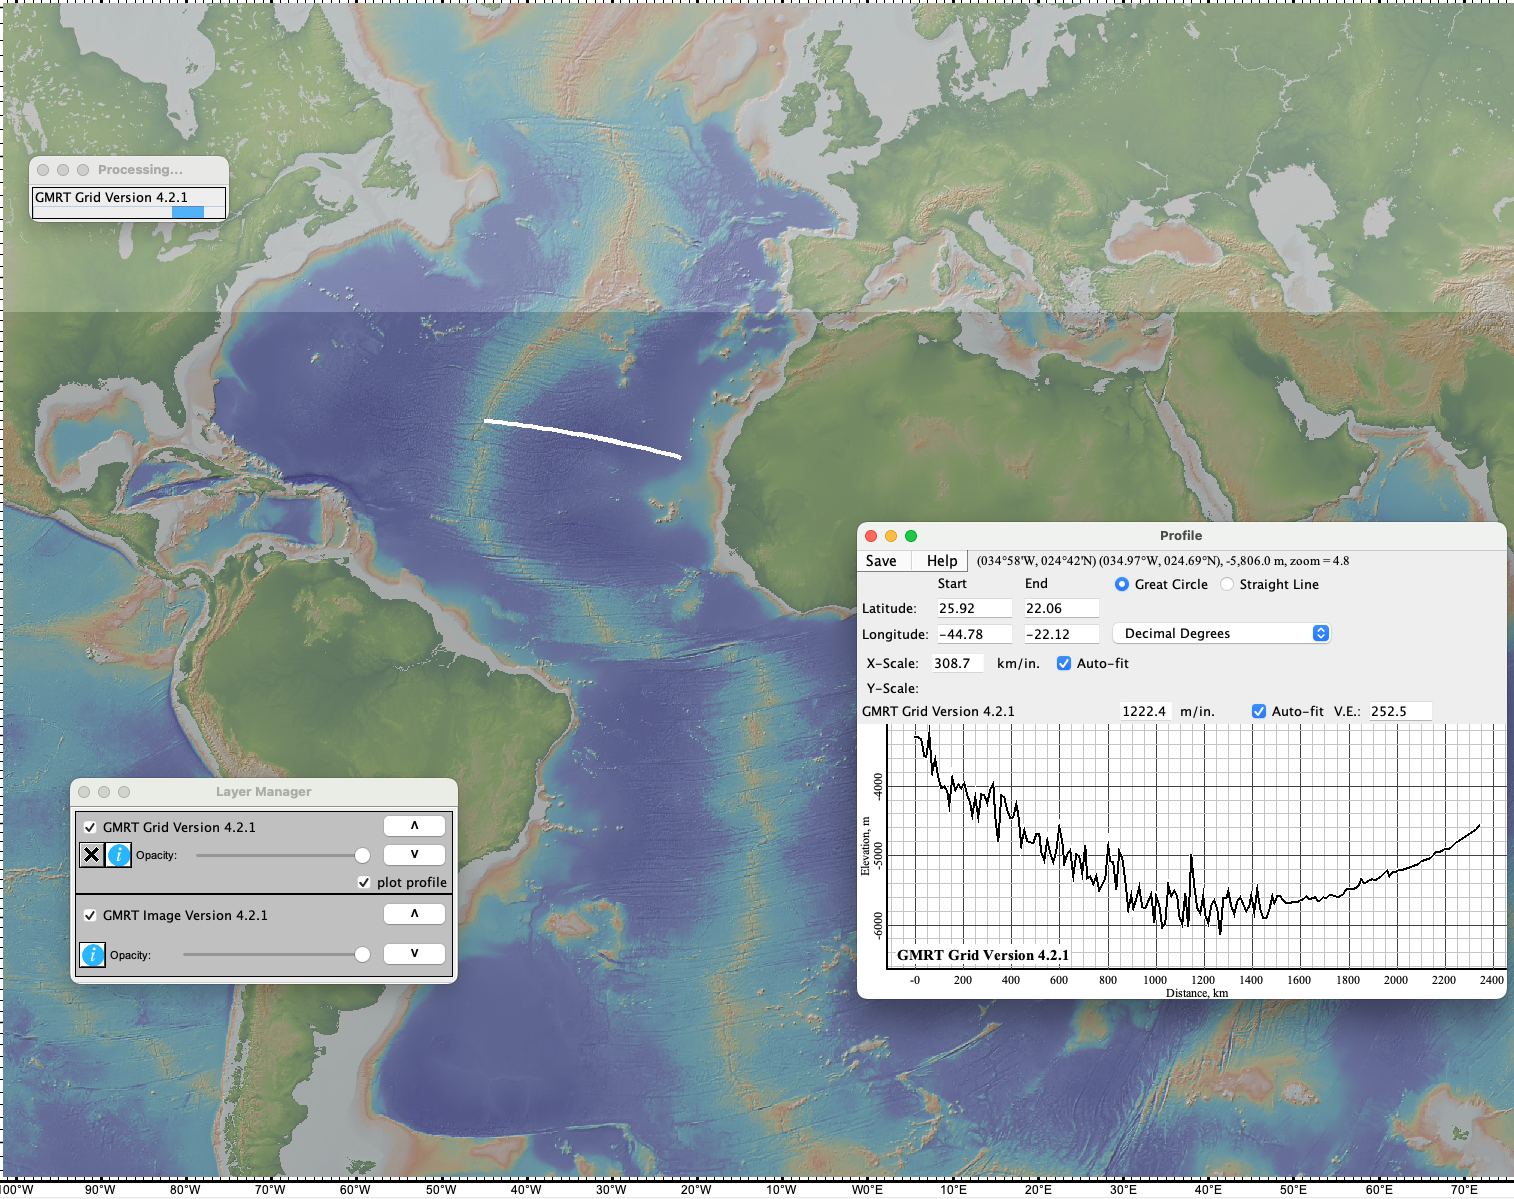 Processing...
GMRT Grid Version 4.2.1
Profile
Save Help (034°58'W, 024°42'N) (034.97°W, 024.69°N), -5,806.0 m, zoom = 4.8
Start End Great Circle Straight Line
Latitude: 25.92 22.06
Longitude: -44.78 -22.12 Decimal Degrees
X-Scale: 308.7 km/in. Auto-fit
Y-Scale:
GMRT Grid Version 4.2.1 1222.4 m/in. Auto-fit V.E.: 252.5
-4000
-5000
-6000
Elevation, m
GMRT Grid Version 4.2.1
-0 200 400 600 800 1000 1200 1400 1600 1800 2000 2200 2400
Distance, km
Layer Manager
GMRT Grid Version 4.2.1 Λ
X i Opacity: V
plot profile
GMRT Image Version 4.2.1 Λ
i Opacity: V
100°W 90°W 80°W 70°W 60°W 50°W 40°W 30°W 20°W 10°W W0°E 10°E 20°E 30°E 40°E 50°E 60°E 70°E